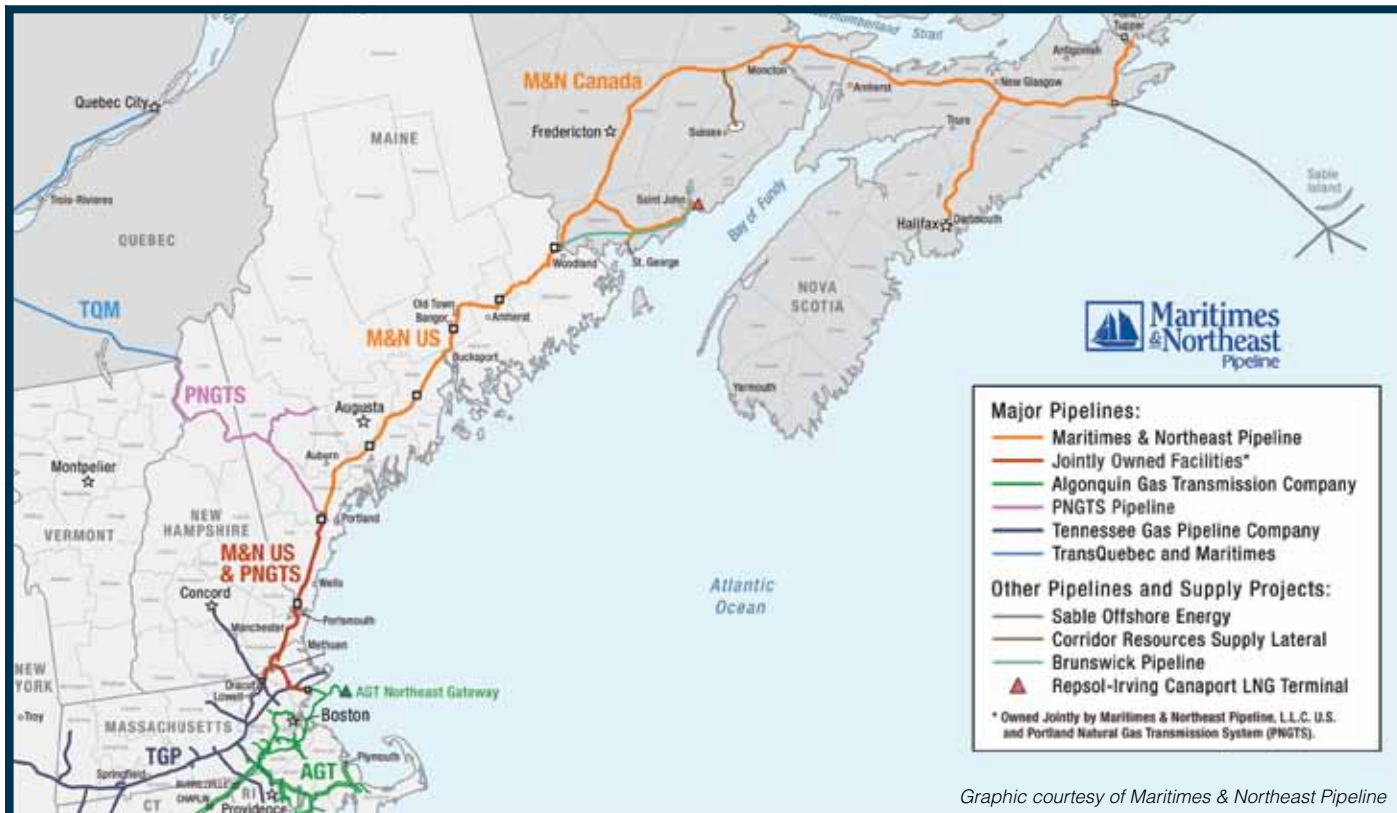 Strait
Tupper
Antigonish
Moncton
M&N Canada
New Glasgow
Amherst
Quebec City
Truro
Fredericton
Sussex
MAINE
Sable
Island
Saint John
Trois-Rivieres
Bay of Fundy
Halifax
Dartmouth
QUEBEC
Woodland
St. George
NOVA
SCOTIA
Old Town
Bangor
Amherst
TQM
M&N US
Bucksport
Maritimes
& Northeast
Pipeline
Yarmouth
PNGTS
Augusta
Auburn
Montpelier
Portland
NEW
HAMPSHIRE
VERMONT
M&N US
& PNGTS
Wells
Concord
Atlantic
Ocean
Portsmouth
Manchester
Methuen
NEW
YORK
Dracut
Lowell
AGT Northeast Gateway
Troy
Boston
MASSACHUSETTS
TGP
Plymouth
AGT
Springfield
BURRILLVILLE
CHAPLIN
RI
CT
Providence
Major Pipelines:
Maritimes & Northeast Pipeline
Jointly Owned Facilities*
Algonquin Gas Transmission Company
PNGTS Pipeline
Tennessee Gas Pipeline Company
TransQuebec and Maritimes
Other Pipelines and Supply Projects:
Sable Offshore Energy
Corridor Resources Supply Lateral
Brunswick Pipeline
Repsol-Irving Canaport LNG Terminal
* Owned Jointly by Maritimes & Northeast Pipeline, L.L.C. U.S.
and Portland Natural Gas Transmission System (PNGTS).
Graphic courtesy of Maritimes & Northeast Pipeline